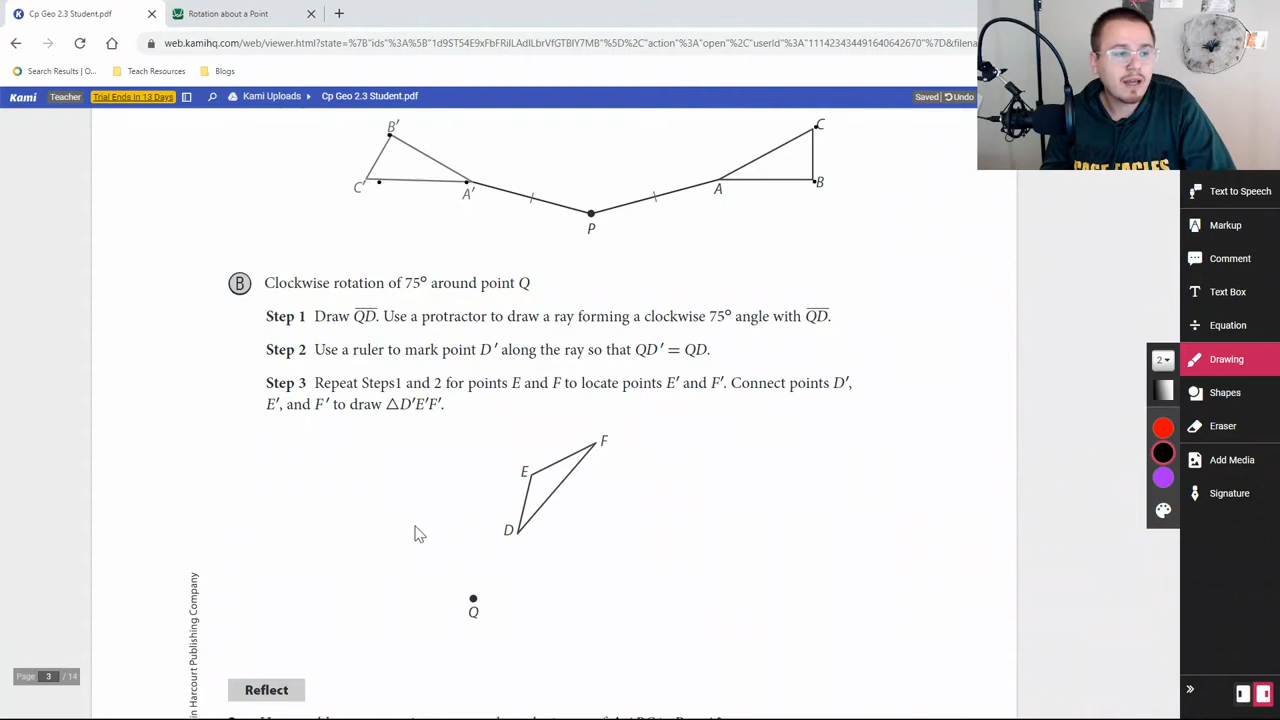 Cp Geo 2.3 Student.pdf
Rotation about a Point
web.kamihq.com/web/viewer.html?state=%7B"ids"%3A%5B"1d9ST54E9xFbFRilLAdlLbrVfGTBlY7MB"%5D%2C"action"%3A"open"%2C"userId"%3A"111423434491640642670"%7D&filenam
Search Results | O...
Teach Resources
Blogs
Kami
Teacher
Trial Ends In 13 Days
Kami Uploads
Cp Geo 2.3 Student.pdf
Saved
Undo
B′
C
C′
A′
A
B
P
B Clockwise rotation of 75° around point Q
Step 1 Draw QD. Use a protractor to draw a ray forming a clockwise 75° angle with QD.
Step 2 Use a ruler to mark point D′ along the ray so that QD′ = QD.
Step 3 Repeat Steps1 and 2 for points E and F to locate points E′ and F′. Connect points D′,
E′, and F′ to draw △D′E′F′.
F
E
D
Q
in Harcourt Publishing Company
Reflect
Page 3 / 14
Text to Speech
Markup
Comment
Text Box
Equation
2
Drawing
Shapes
Eraser
Add Media
Signature